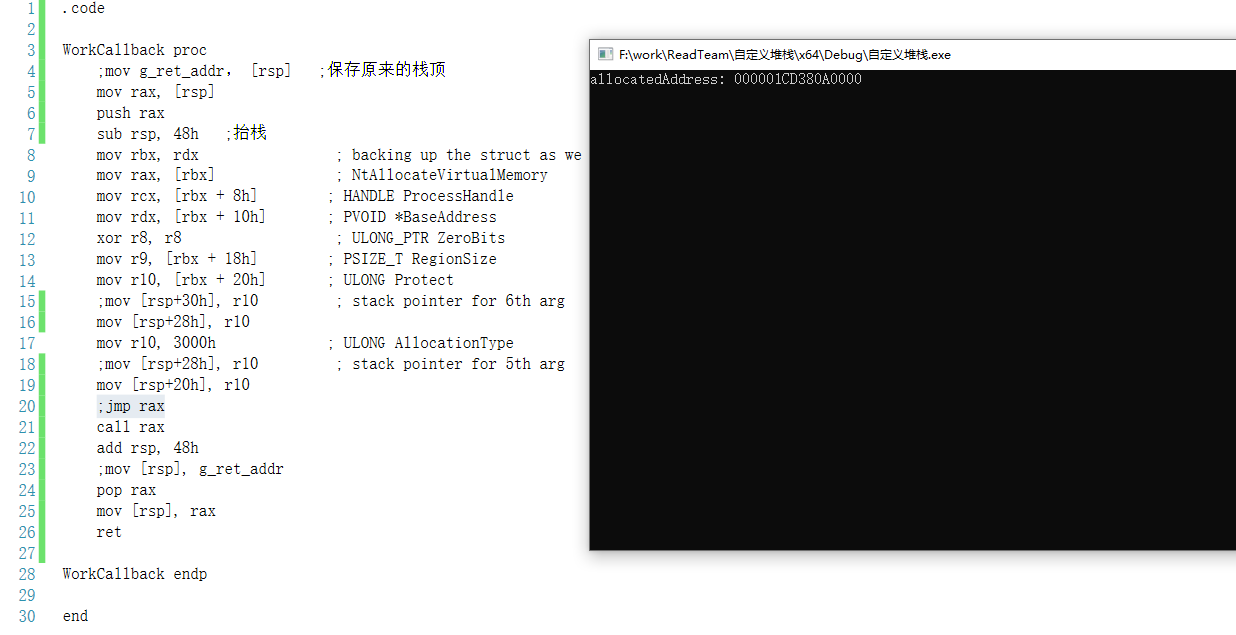 1 .code
2
3 WorkCallback proc
4 ;mov g_ret_addr， [rsp] ;保存原来的栈顶
5 mov rax, [rsp]
6 push rax
7 sub rsp, 48h ;抬栈
8 mov rbx, rdx ; backing up the struct as we
9 mov rax, [rbx] ; NtAllocateVirtualMemory
10 mov rcx, [rbx + 8h] ; HANDLE ProcessHandle
11 mov rdx, [rbx + 10h] ; PVOID *BaseAddress
12 xor r8, r8 ; ULONG_PTR ZeroBits
13 mov r9, [rbx + 18h] ; PSIZE_T RegionSize
14 mov r10, [rbx + 20h] ; ULONG Protect
15 ;mov [rsp+30h], r10 ; stack pointer for 6th arg
16 mov [rsp+28h], r10
17 mov r10, 3000h ; ULONG AllocationType
18 ;mov [rsp+28h], r10 ; stack pointer for 5th arg
19 mov [rsp+20h], r10
20 ;jmp rax
21 call rax
22 add rsp, 48h
23 ;mov [rsp], g_ret_addr
24 pop rax
25 mov [rsp], rax
26 ret
27
28 WorkCallback endp
29
30 end
F:\work\ReadTeam\自定义堆栈\x64\Debug\自定义堆栈.exe
allocatedAddress: 000001CD380A0000